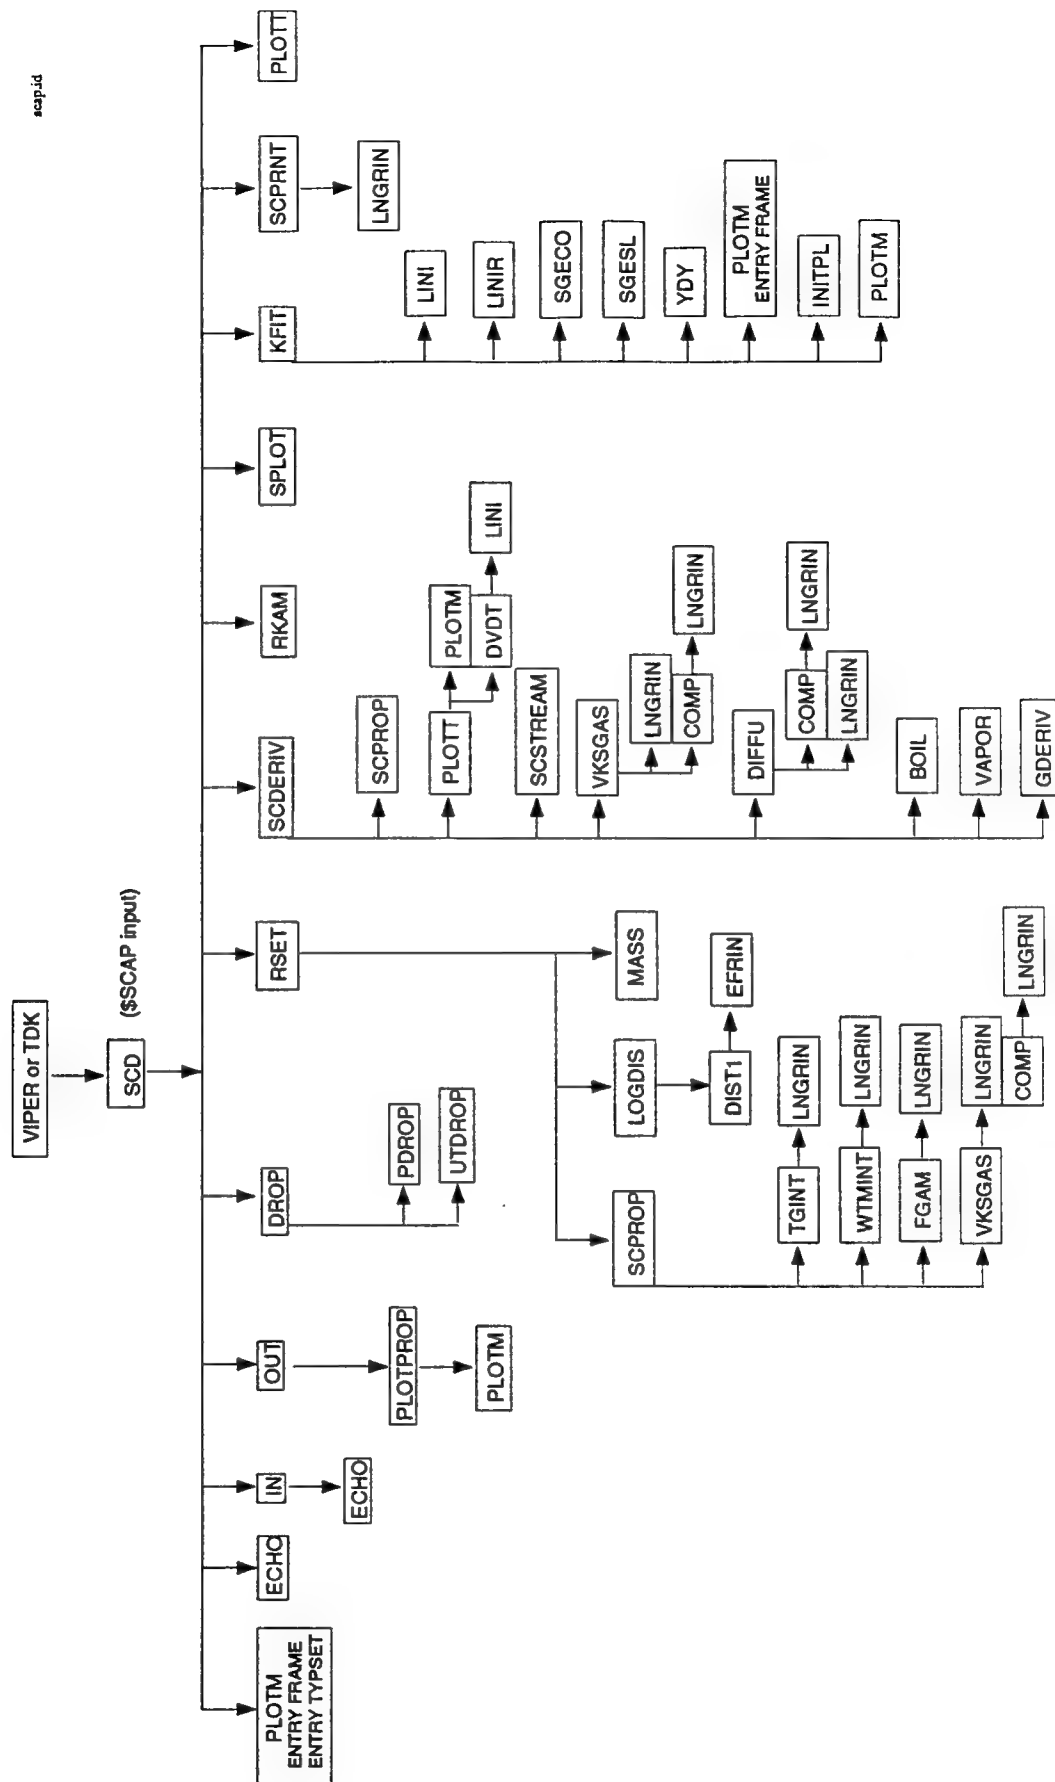 scap.id
VIPER or TDK
SCD
($SCAP input)
PLOTM
ENTRY FRAME
ENTRY TYPSET
ECHO
IN
ECHO
OUT
PLOTPROP
PLOTM
DROP
PDROP
UTDROP
RSET
SCPROP
TGINT
LNGRIN
WTMINT
LNGRIN
FGAM
LNGRIN
VKSGAS
LNGRIN
COMP
LNGRIN
LOGDIS
DIST1
EFRIN
MASS
SCDERIV
SCPROP
PLOTT
PLOTM
DVDT
LINI
SCSTREAM
VKSGAS
LNGRIN
COMP
LNGRIN
DIFFU
COMP
LNGRIN
LNGRIN
BOIL
VAPOR
GDERIV
RKAM
SPLOT
KFIT
LINI
LINIR
SGECO
SGESL
YDY
PLOTM
ENTRY FRAME
INITPL
PLOTM
SCPRNT
LNGRIN
PLOTT